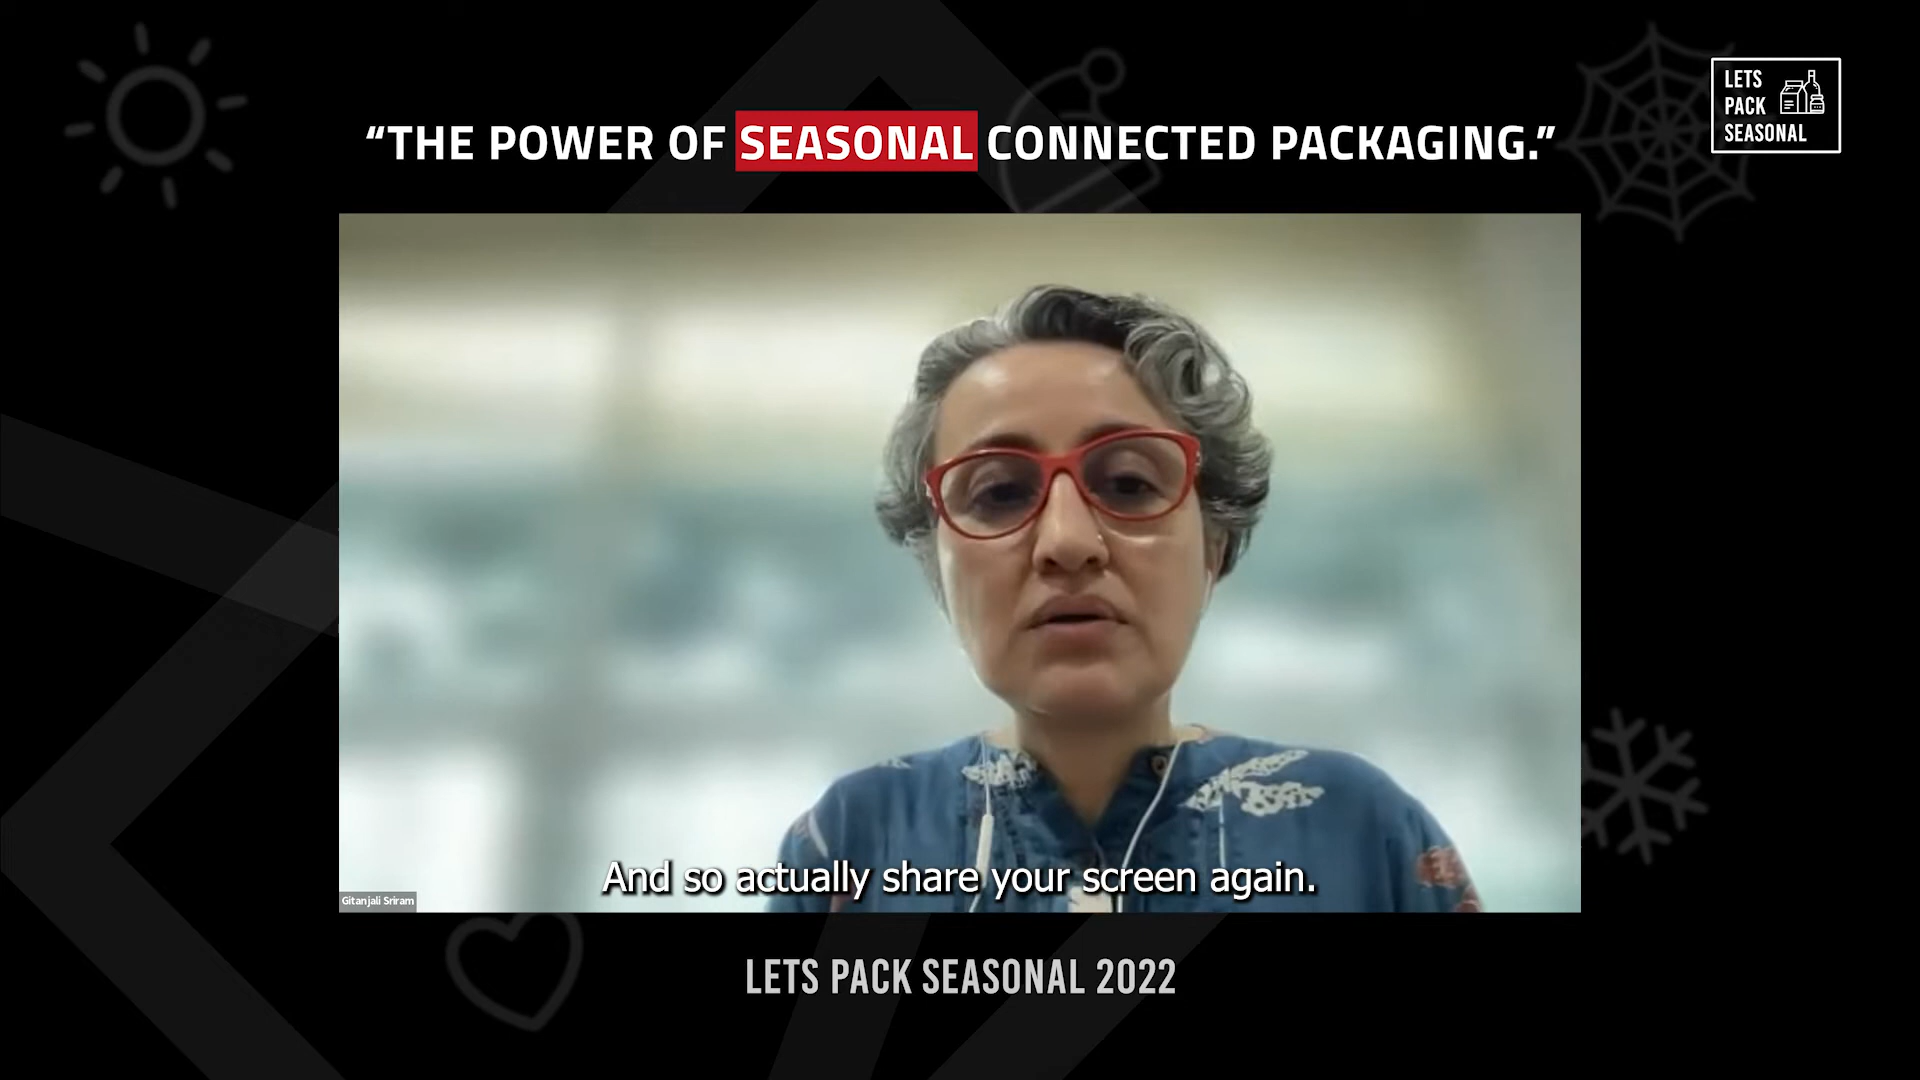 LETS
PACK
SEASONAL
“THE POWER OF SEASONAL CONNECTED PACKAGING.”
And so actually share your screen again.
Gitanjali Sriram
LETS PACK SEASONAL 2022